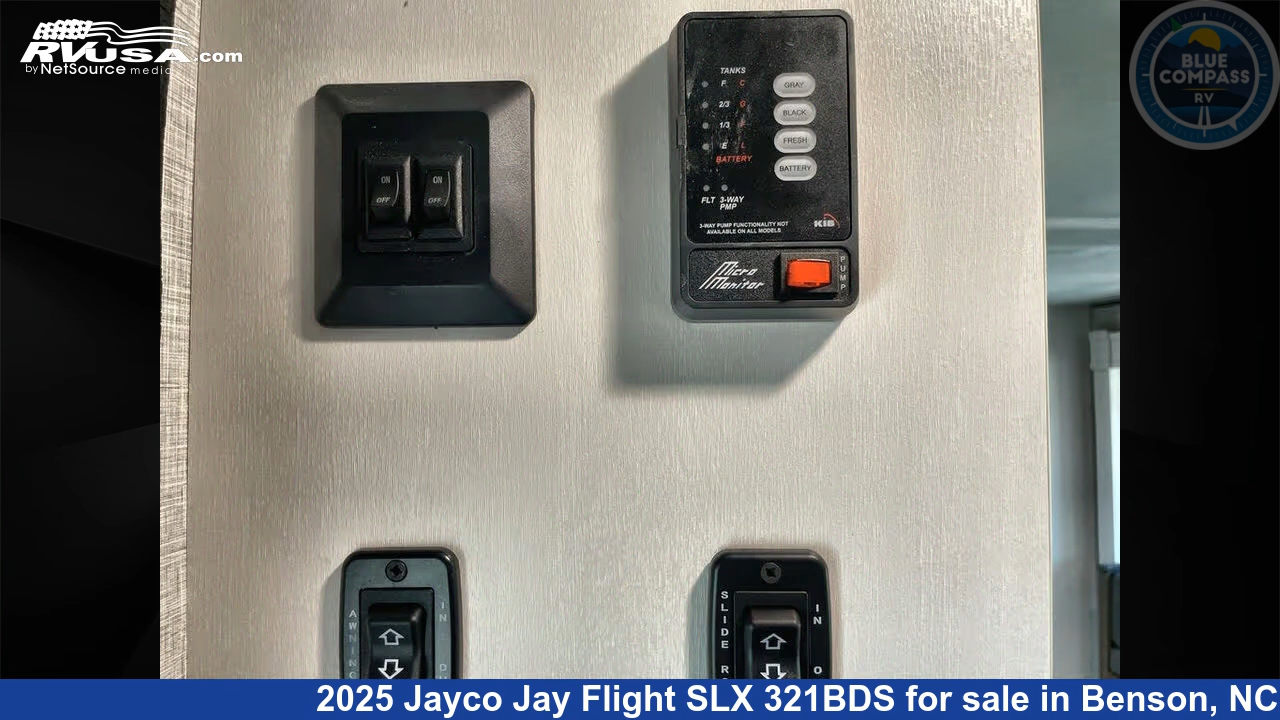 RVUSA.com
by NetSource media
BLUE
COMPASS
RV
ON ON
OFF OFF
TANKS
F C
2/3 G
1/3
E L
BATTERY
GRAY
BLACK
FRESH
BATTERY
FLT 3-WAY
PMP
3-WAY PUMP FUNCTIONALITY NOT
AVAILABLE ON ALL MODELS
KIB
Micro
Monitor
PUMP
AWNING
IN
SLIDE
IN
2025 Jayco Jay Flight SLX 321BDS for sale in Benson, NC